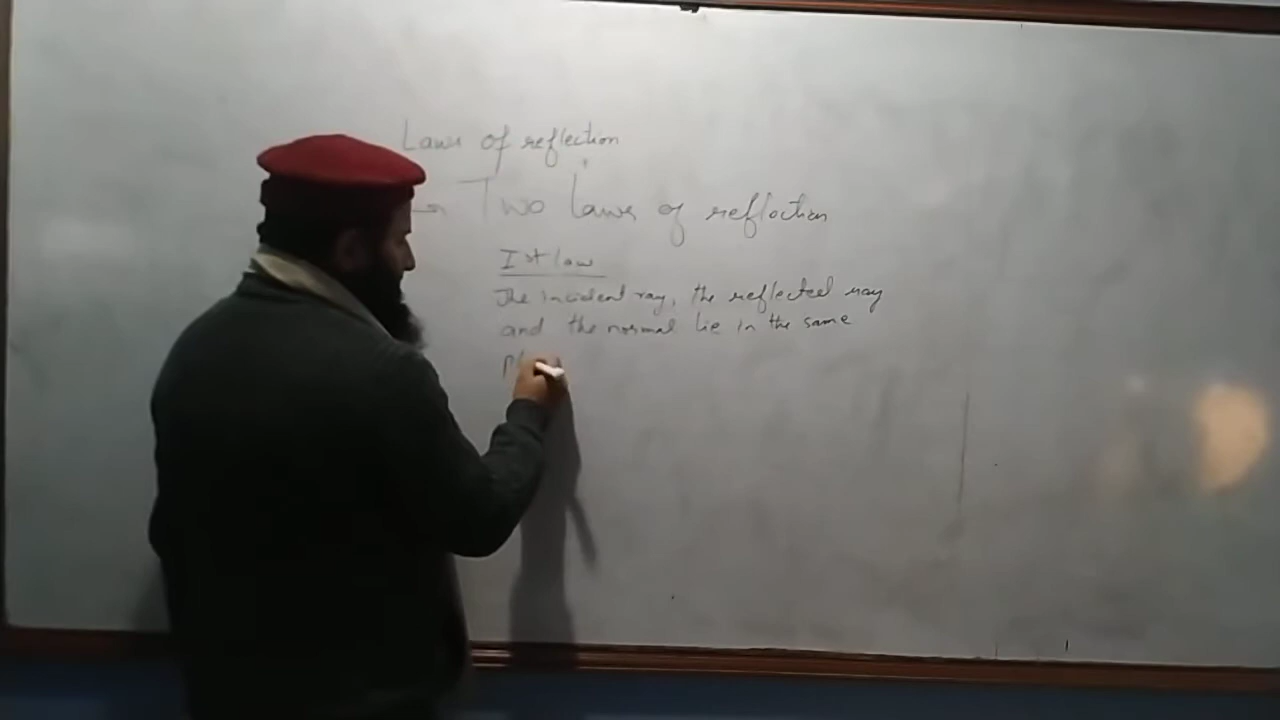 Laws of reflection
Two laws of reflection
Ist law
The incident ray, the reflected ray
and the normal lie in the same